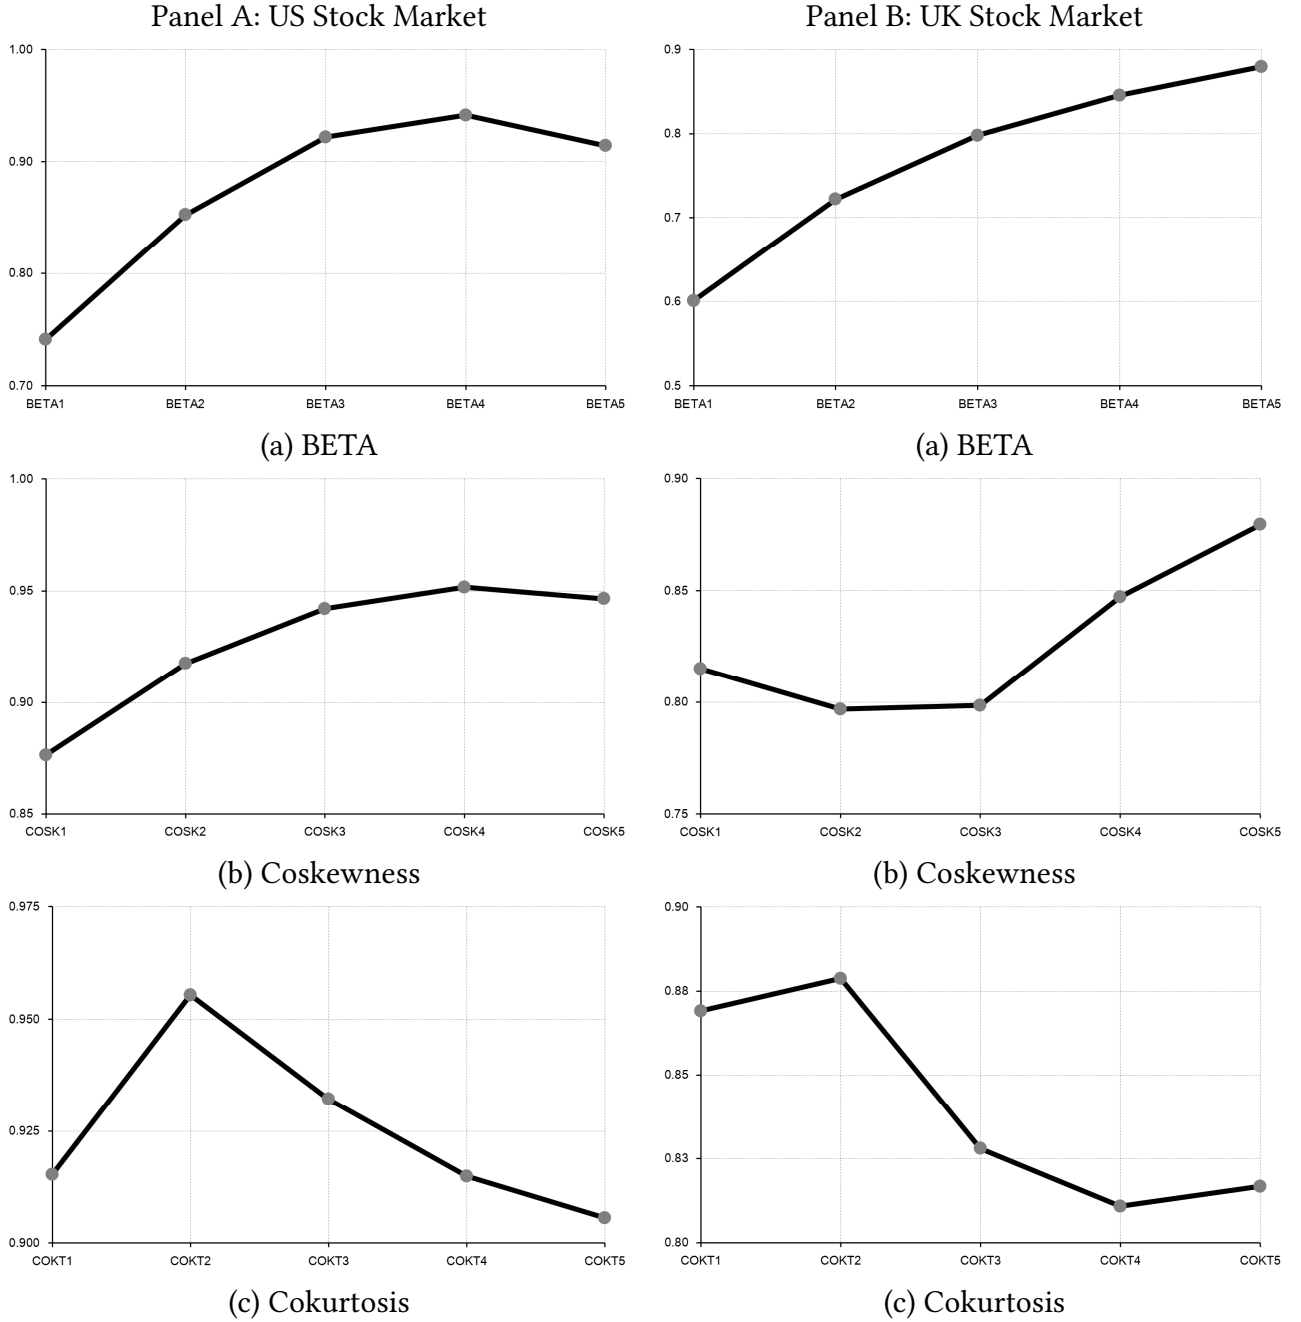 Panel A: US Stock Market
1.00
0.90
0.80
0.70
BETA1 BETA2 BETA3 BETA4 BETA5
(a) BETA
Panel B: UK Stock Market
0.9
0.8
0.7
0.6
0.5
BETA1 BETA2 BETA3 BETA4 BETA5
(a) BETA
1.00
0.95
0.90
0.85
COSK1 COSK2 COSK3 COSK4 COSK5
(b) Coskewness
0.90
0.85
0.80
0.75
COSK1 COSK2 COSK3 COSK4 COSK5
(b) Coskewness
0.975
0.950
0.925
0.900
COKT1 COKT2 COKT3 COKT4 COKT5
(c) Cokurtosis
0.90
0.88
0.85
0.83
0.80
COKT1 COKT2 COKT3 COKT4 COKT5
(c) Cokurtosis